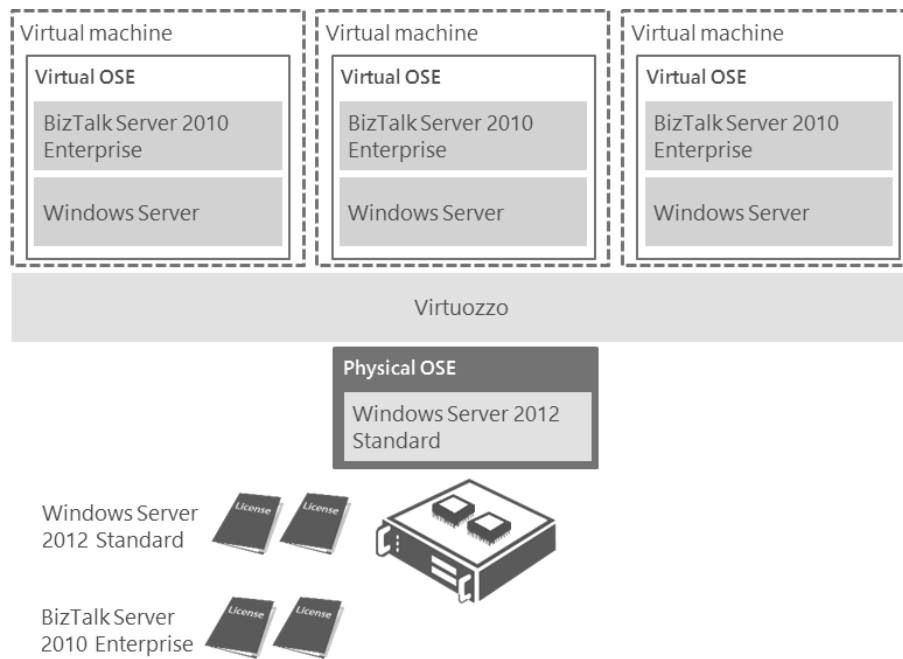 Virtual machine
Virtual machine
Virtual machine
Virtual OSE
Virtual OSE
Virtual OSE
BizTalk Server 2010
Enterprise
BizTalk Server 2010
Enterprise
BizTalk Server 2010
Enterprise
Windows Server
Windows Server
Windows Server
Virtuozzo
Physical OSE
Windows Server 2012
Standard
Windows Server
2012 Standard
License
License
BizTalk Server
2010 Enterprise
License
License